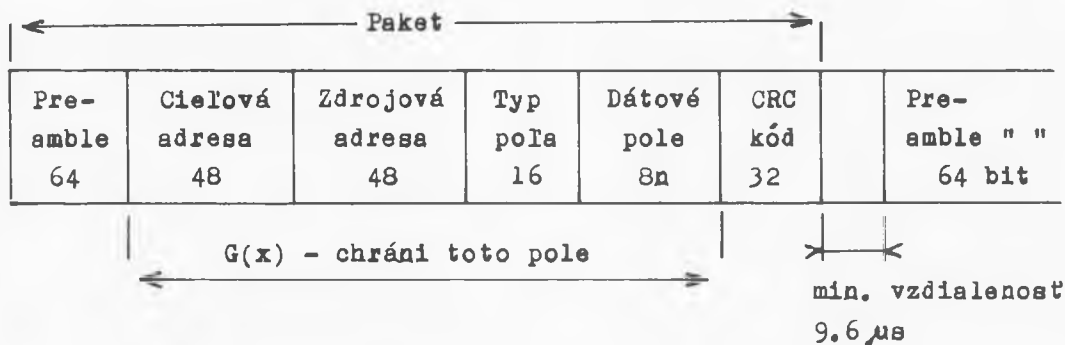 Paket
Pre-
amble
64
Cieľová
adresa
48
Zdrojová
adresa
48
Typ
poľa
16
Dátové
pole
8n
CRC
kód
32
Pre-
amble " "
64 bit
G(x) - chráni toto pole
min. vzdialenosť
9.6 µs